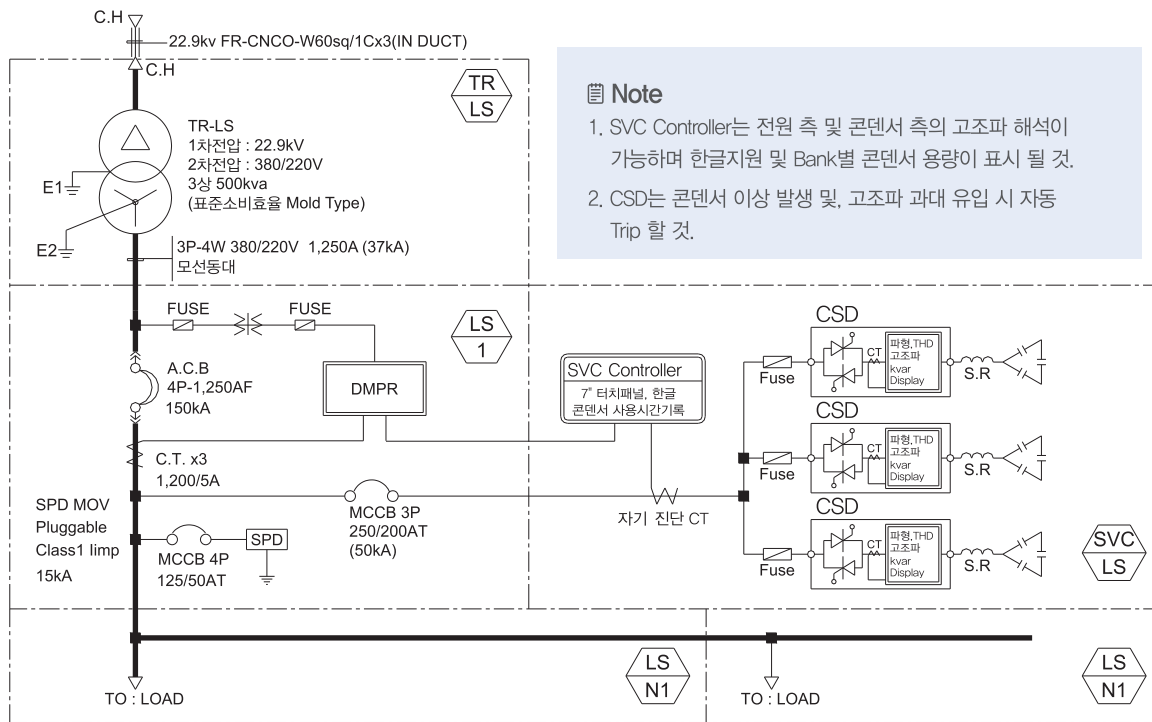 C.H
22.9kv FR-CNCO-W60sq/1Cx3(IN DUCT)
C.H
TR
LS
TR-LS
1차전압 : 22.9kV
2차전압 : 380/220V
3상 500kva
(표준소비효율 Mold Type)
E1
E2
3P-4W 380/220V 1,250A (37kA)
모선동대
Note
1. SVC Controller는 전원 측 및 콘덴서 측의 고조파 해석이
가능하며 한글지원 및 Bank별 콘덴서 용량이 표시 될 것.
2. CSD는 콘덴서 이상 발생 및, 고조파 과대 유입 시 자동
Trip 할 것.
FUSE
FUSE
LS
1
A.C.B
4P-1,250AF
150kA
DMPR
C.T. x3
1,200/5A
SPD MOV
Pluggable
Class1 Iimp
15kA
MCCB 4P
125/50AT
SPD
MCCB 3P
250/200AT
(50kA)
SVC Controller
7" 터치패널, 한글
콘덴서 사용시간기록
자기 진단 CT
CSD
Fuse
CT
파형,THD
고조파
kvar
Display
S.R
CSD
Fuse
CT
파형,THD
고조파
kvar
Display
S.R
CSD
Fuse
CT
파형,THD
고조파
kvar
Display
S.R
SVC
LS
TO : LOAD
LS
N1
TO : LOAD
LS
N1